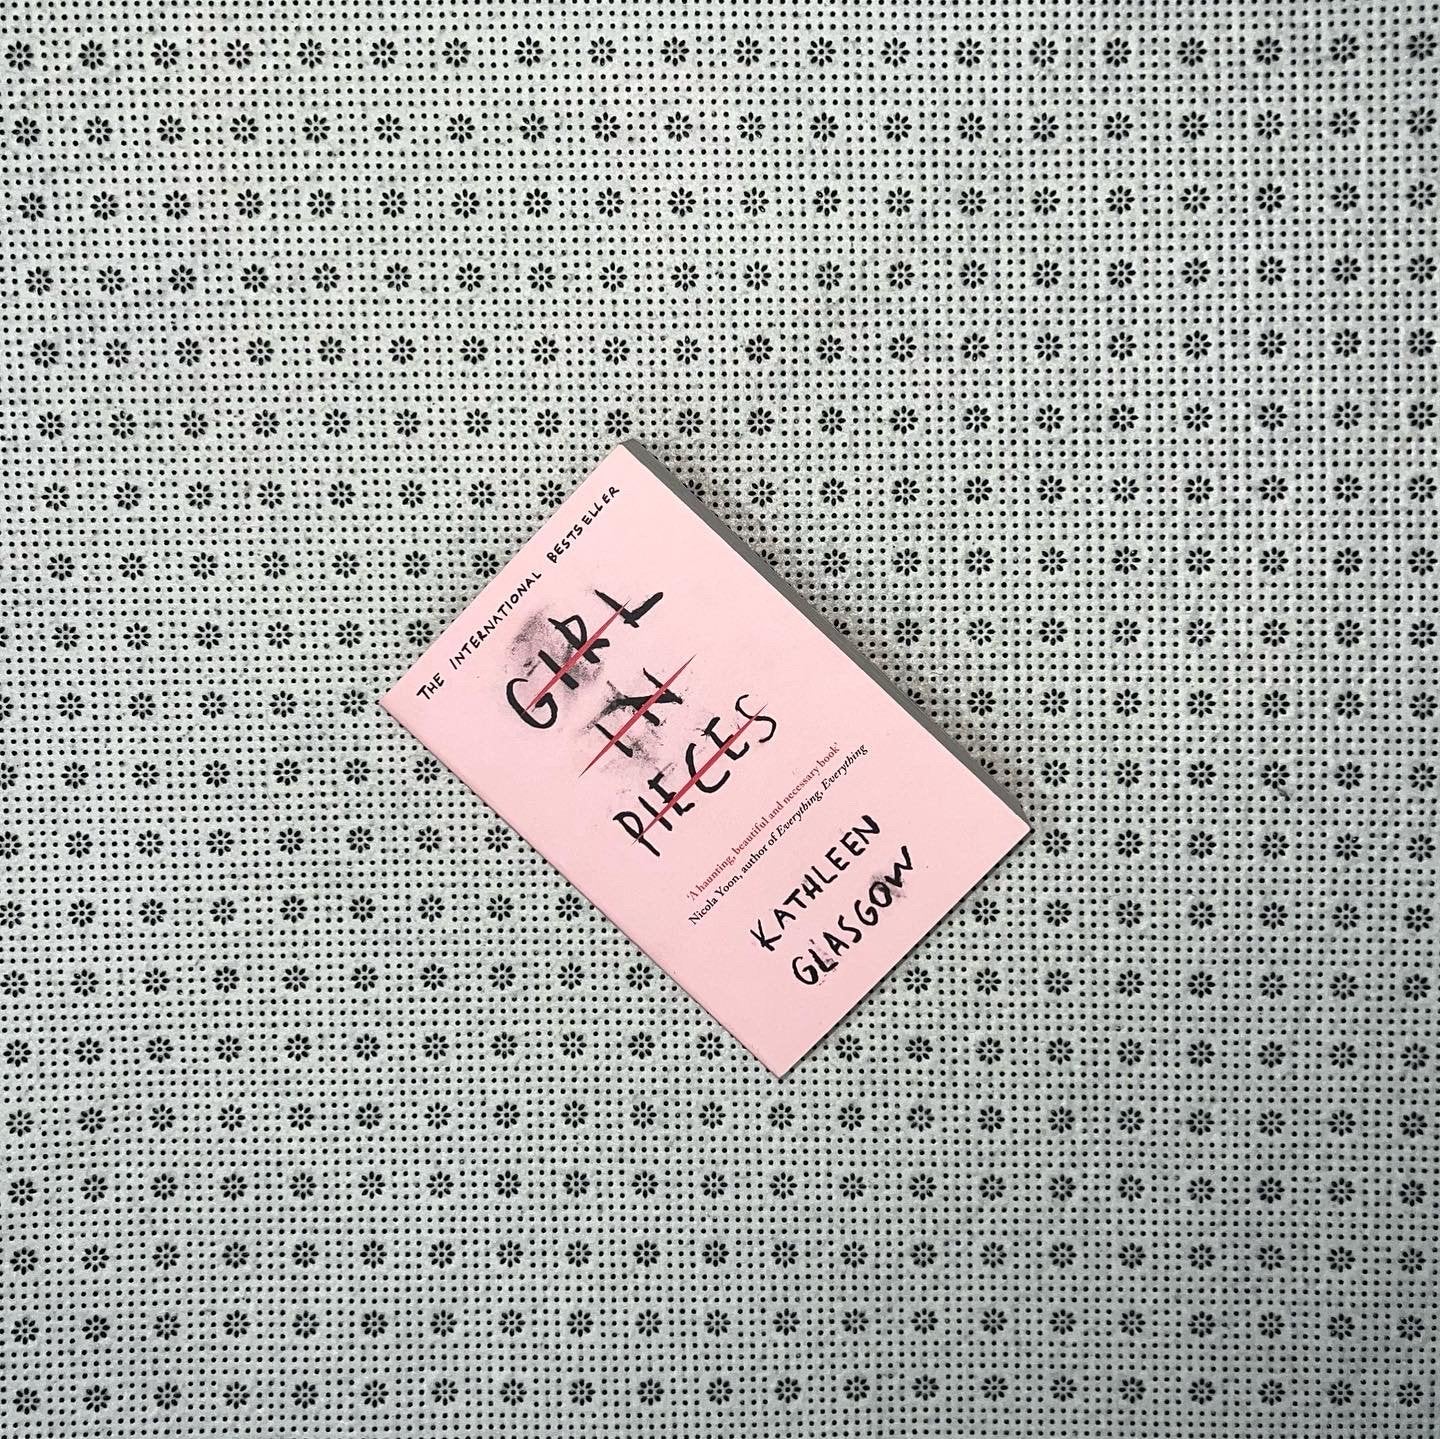 THE INTERNATIONAL BESTSELLER
GIRL
IN
PIECES
'A haunting, beautiful and necessary book'
Nicola Yoon, author of Everything, Everything
KATHLEEN
GLASGOW